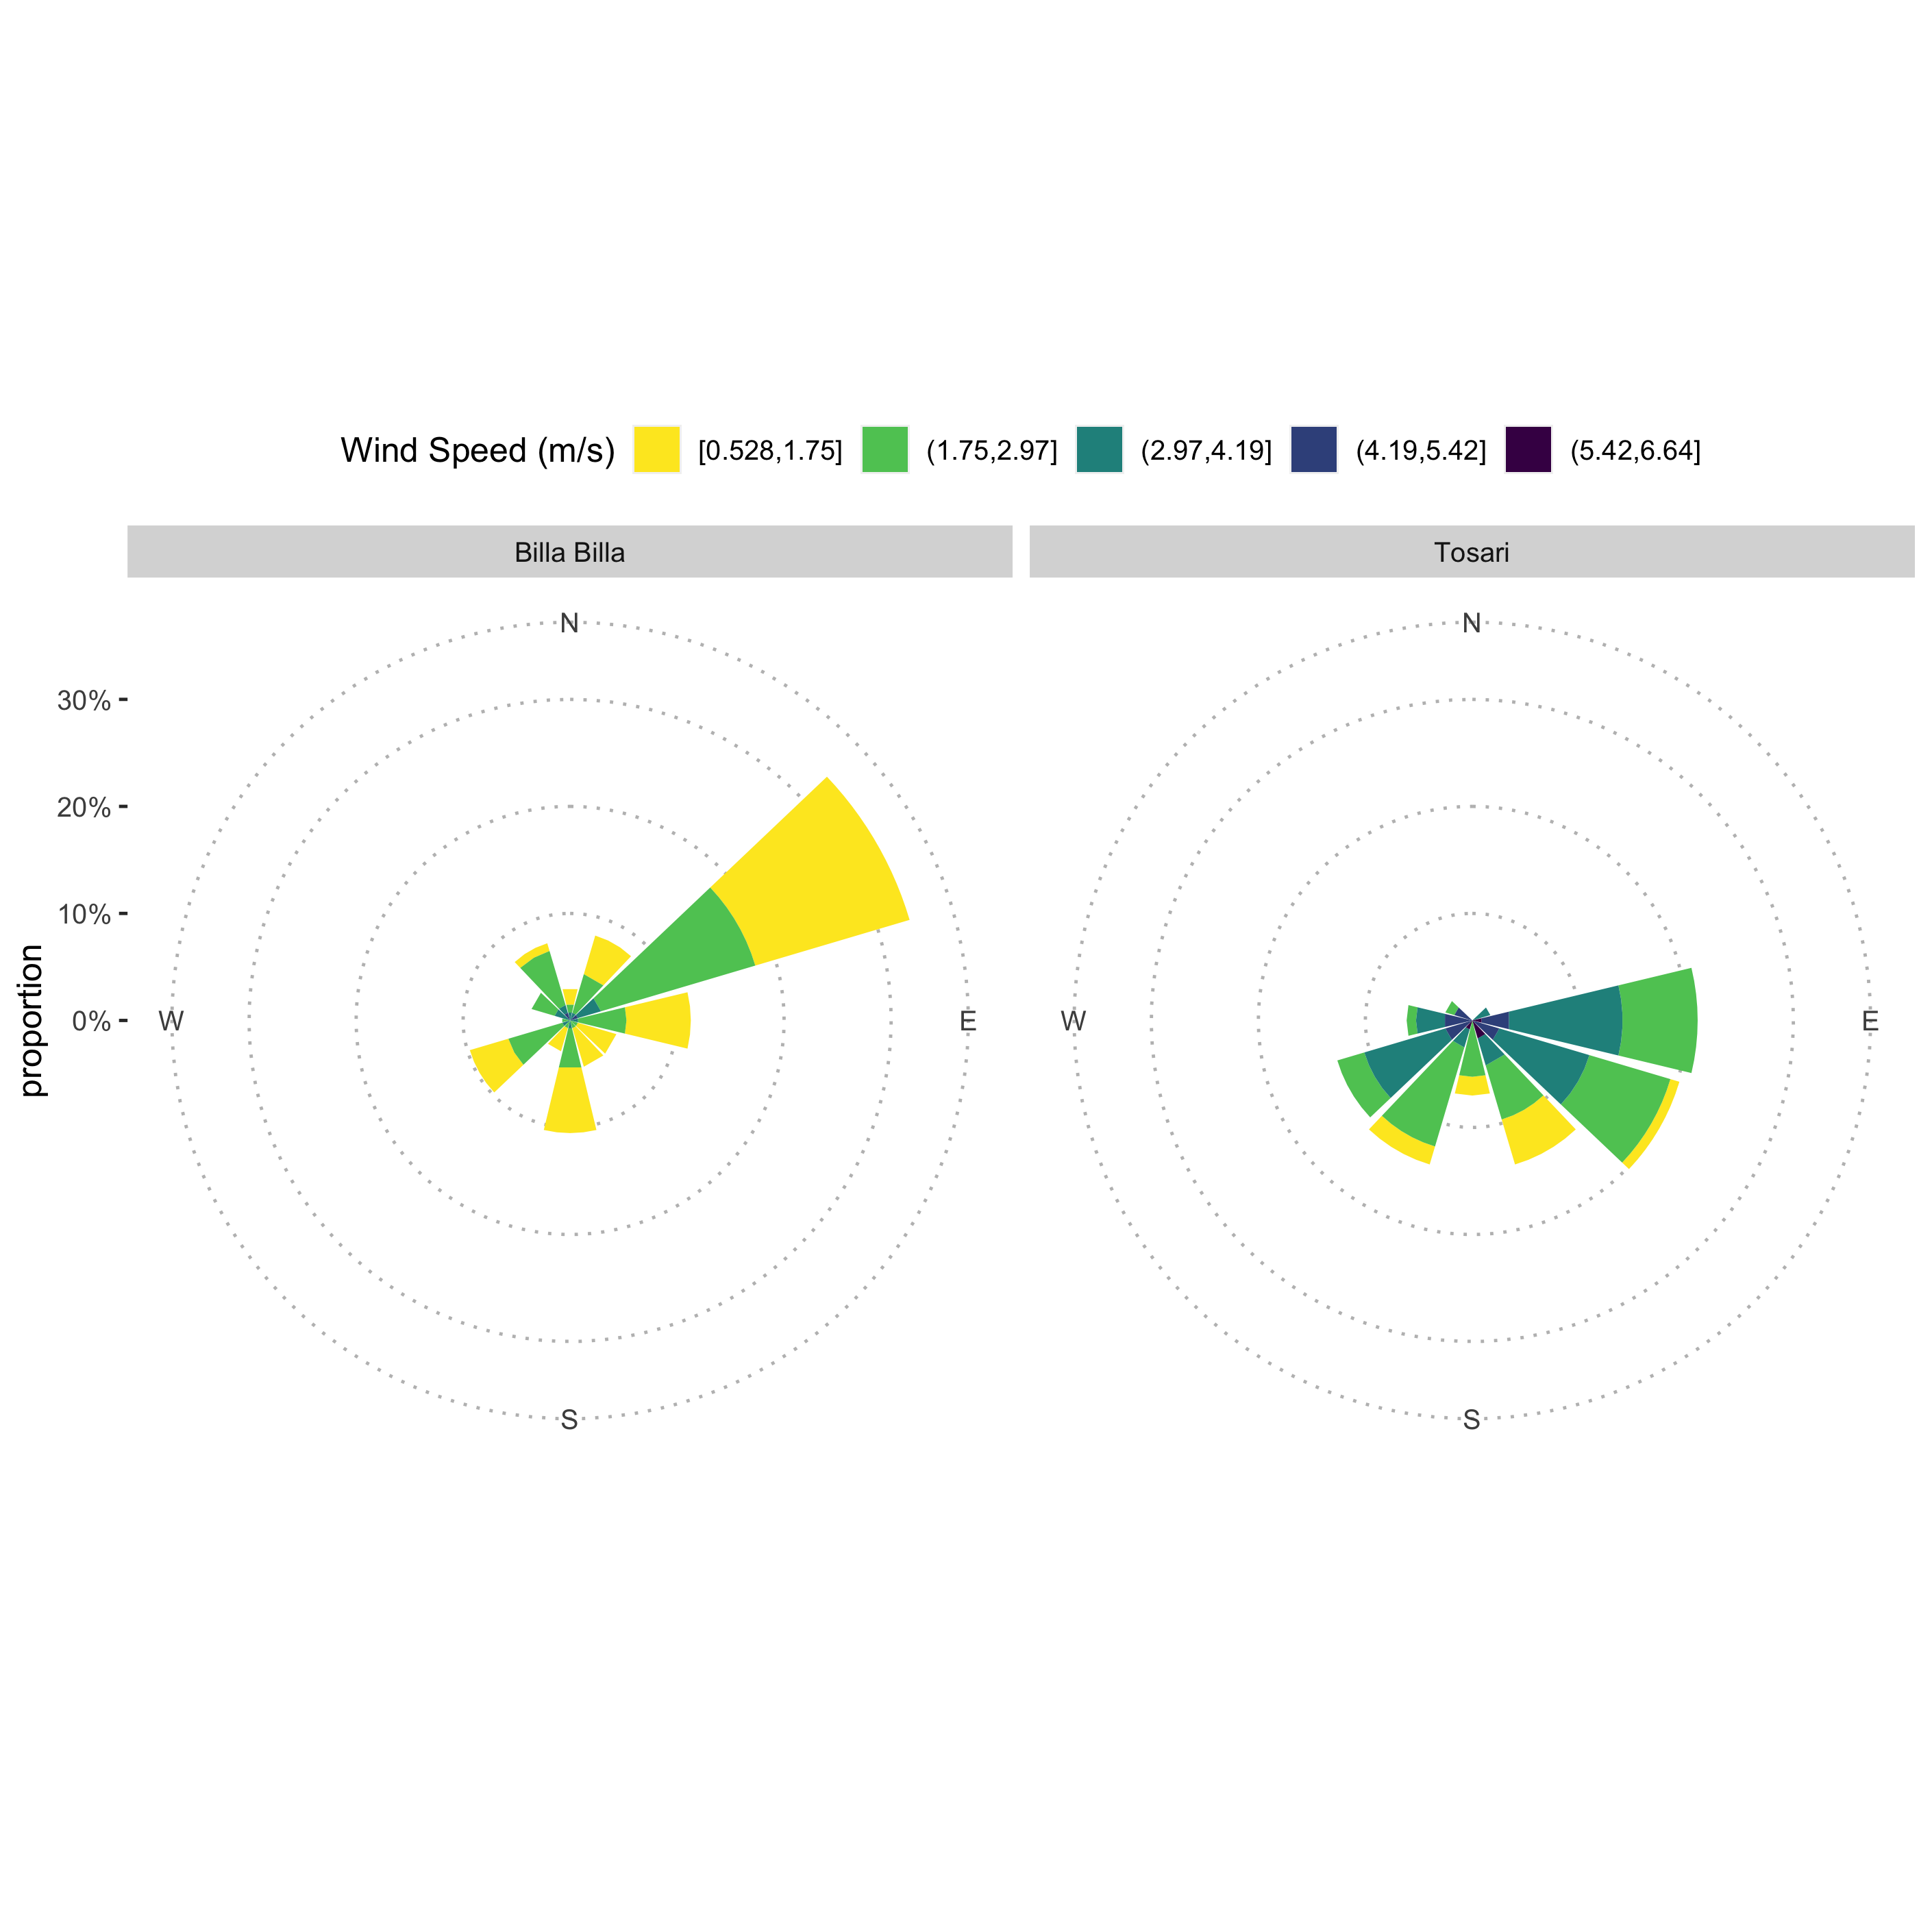 Wind Speed (m/s) [0.528,1.75] (1.75,2.97] (2.97,4.19] (4.19,5.42] (5.42,6.64]
Billa Billa Tosari
N N
30%
20%
10%
0% W E W E
proportion
S S